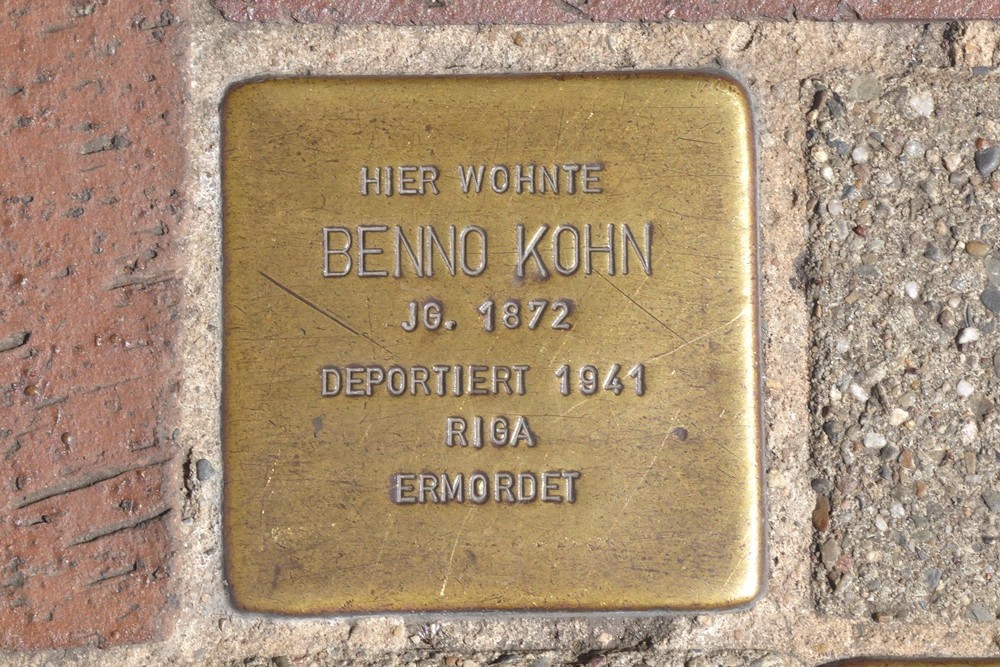 HIER WOHNTE
BENNO KOHN
JG. 1872
DEPORTIERT 1941
RIGA
ERMORDET